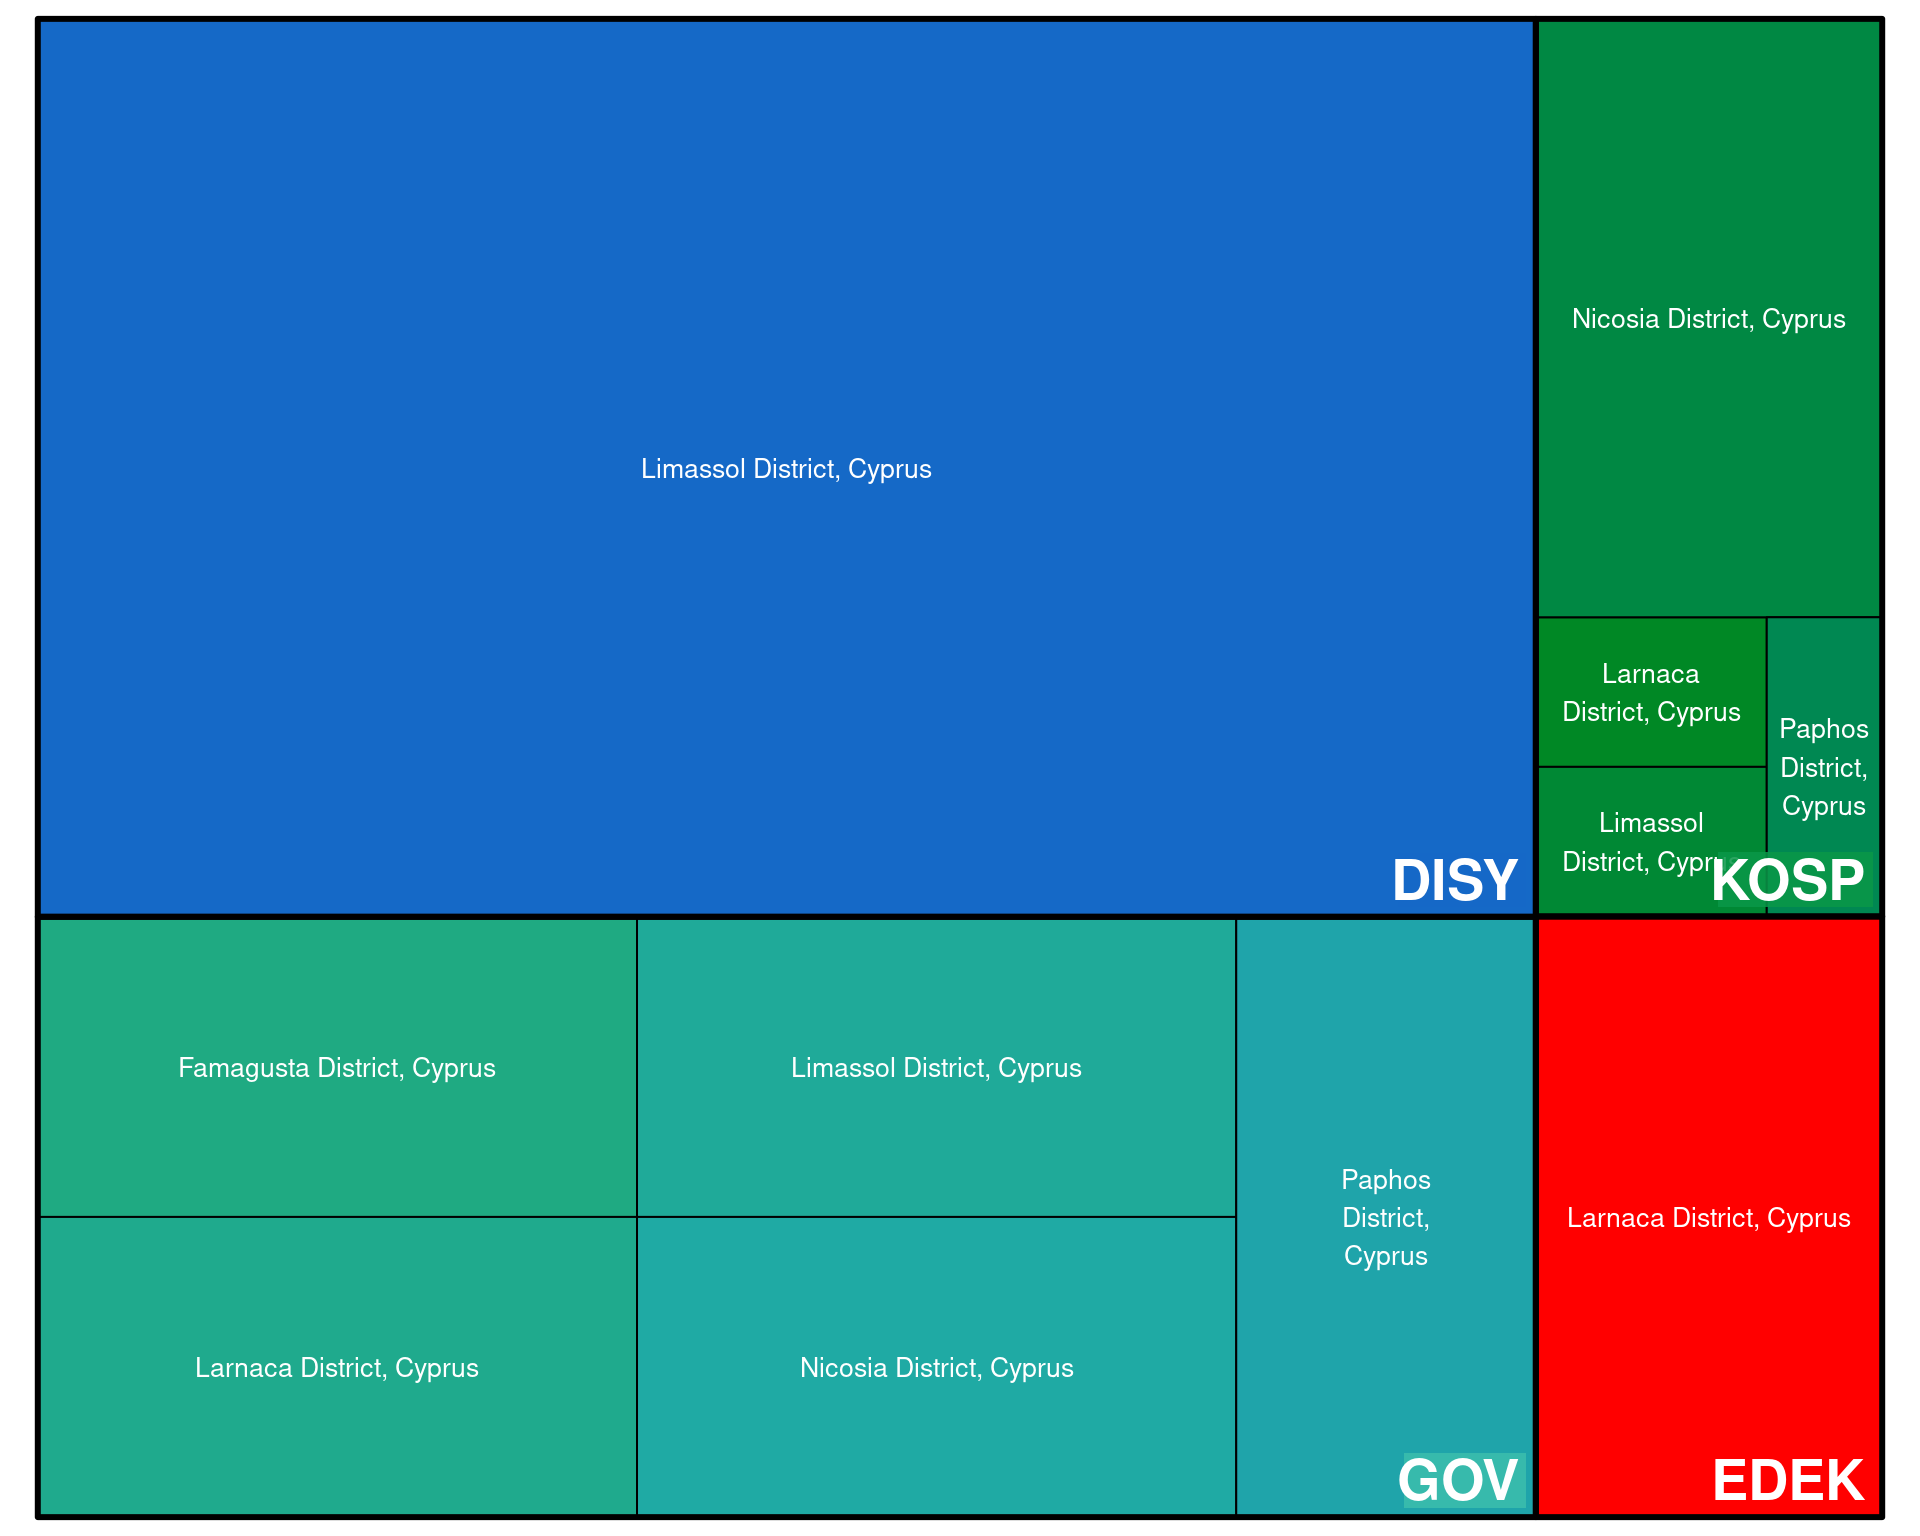 Limassol District, Cyprus
DISY
Nicosia District, Cyprus
Larnaca
District, Cyprus
Limassol
District, Cyprus
Paphos
District,
Cyprus
KOSP
Famagusta District, Cyprus
Limassol District, Cyprus
Larnaca District, Cyprus
Nicosia District, Cyprus
Paphos
District,
Cyprus
GOV
Larnaca District, Cyprus
EDEK